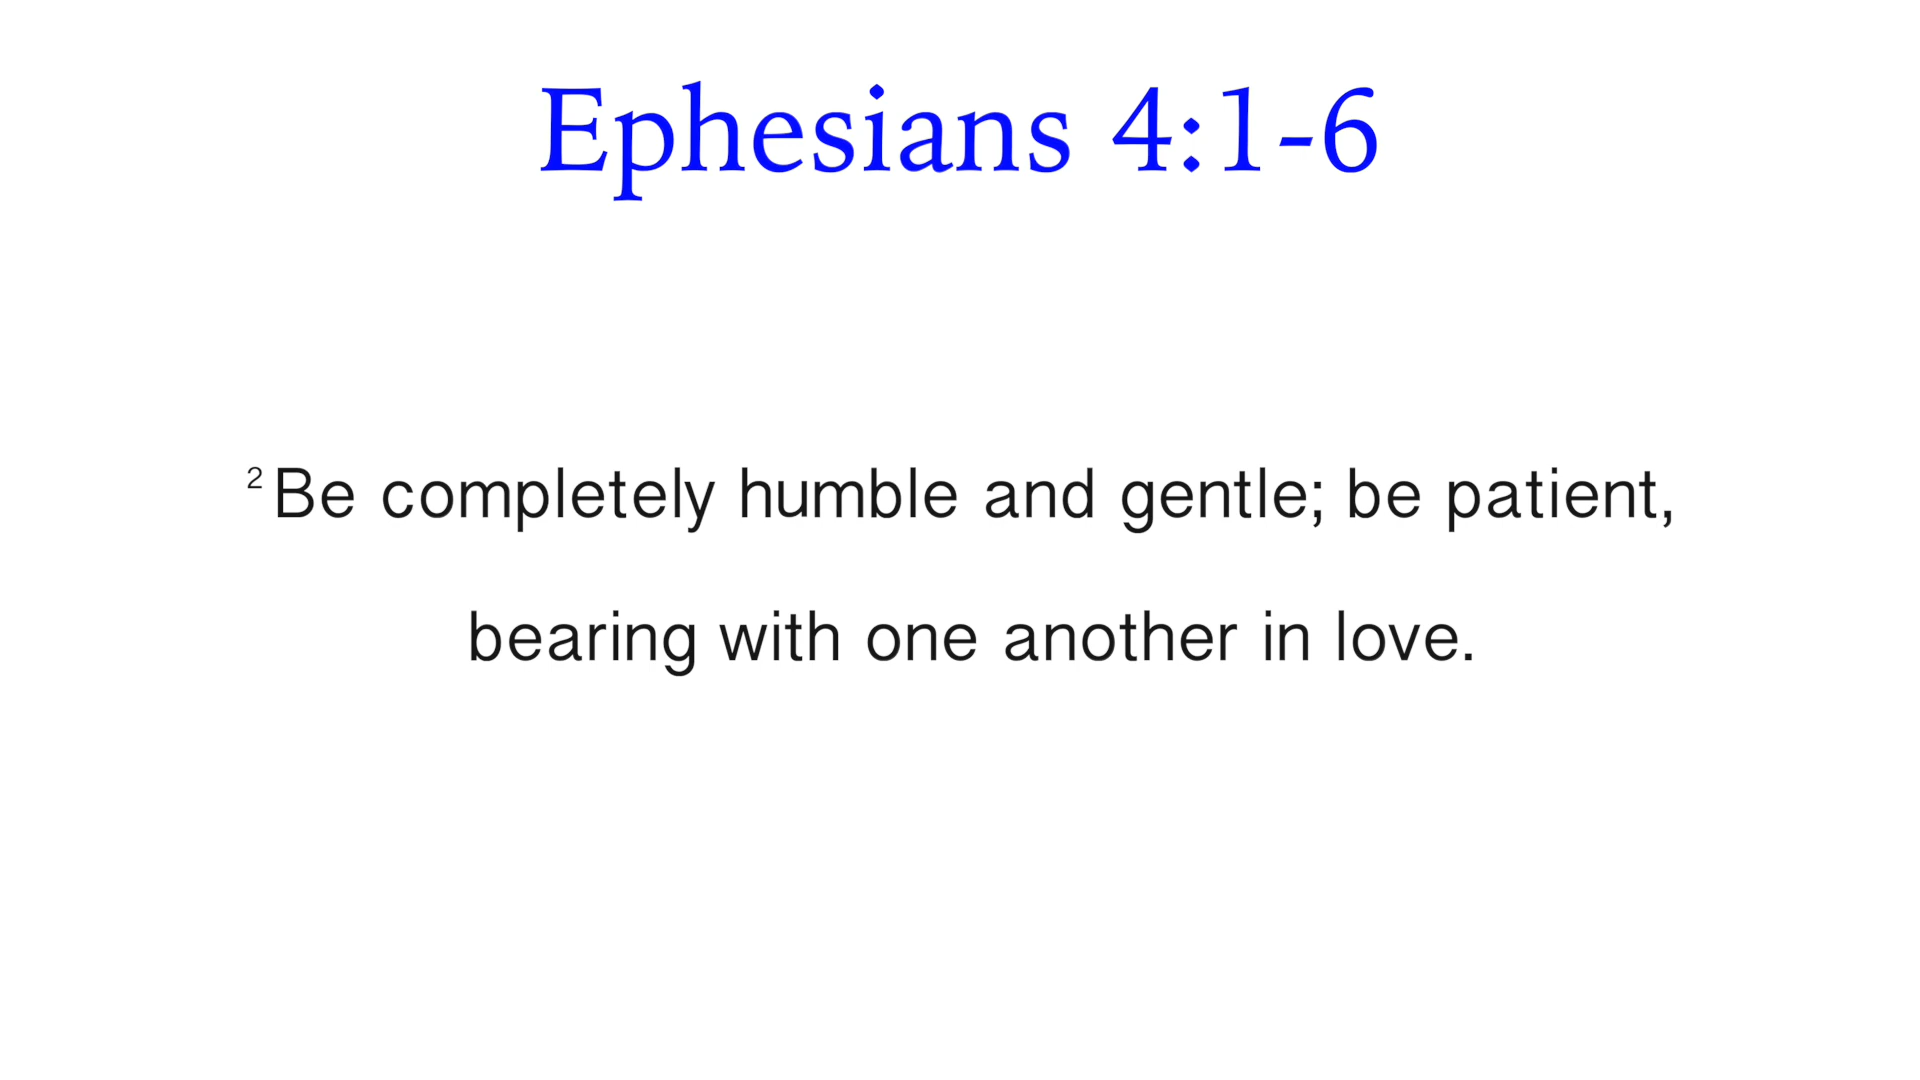 Ephesians 4:1-6
² Be completely humble and gentle; be patient,
bearing with one another in love.